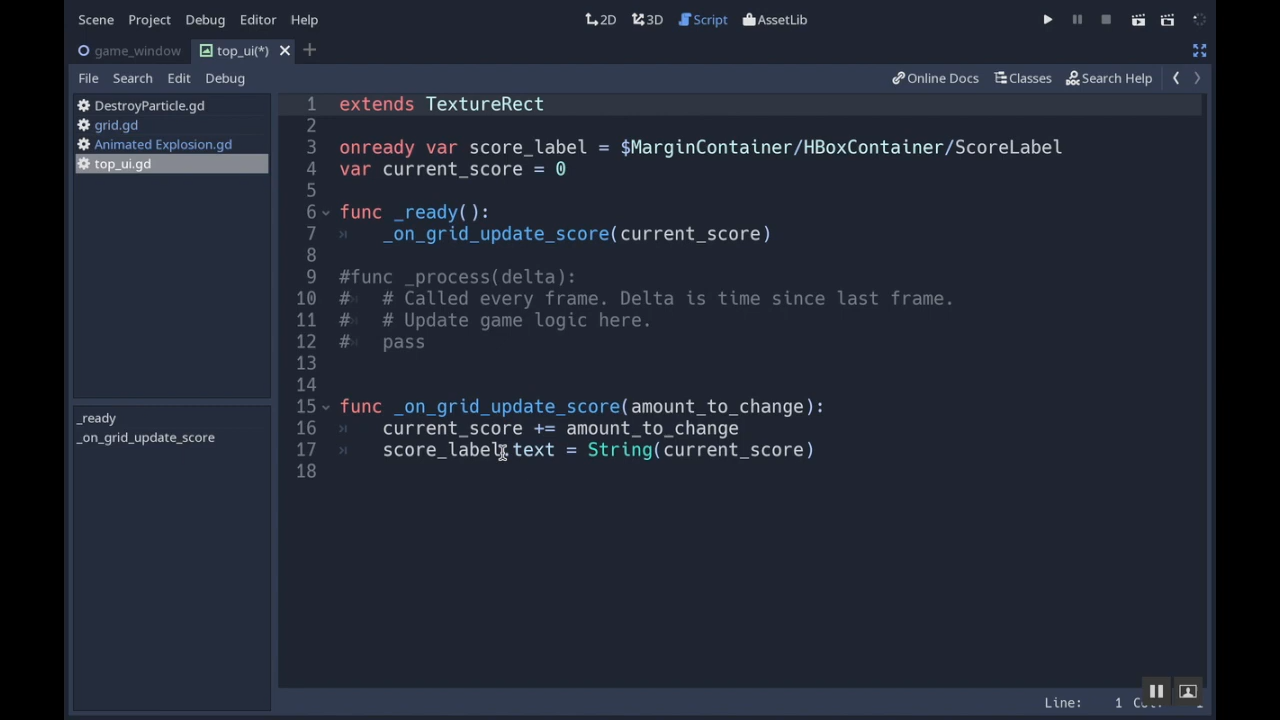 Scene Project Debug Editor Help 2D 3D Script AssetLib
game_window top_ui(*)
File Search Edit Debug Online Docs Classes Search Help
DestroyParticle.gd
grid.gd
Animated Explosion.gd
top_ui.gd
_ready
_on_grid_update_score
1 extends TextureRect
2
3 onready var score_label = $MarginContainer/HBoxContainer/ScoreLabel
4 var current_score = 0
5
6 func _ready():
7 _on_grid_update_score(current_score)
8
9 #func _process(delta):
10 # # Called every frame. Delta is time since last frame.
11 # # Update game logic here.
12 # pass
13
14
15 func _on_grid_update_score(amount_to_change):
16 current_score += amount_to_change
17 score_label.text = String(current_score)
18
Line: 1